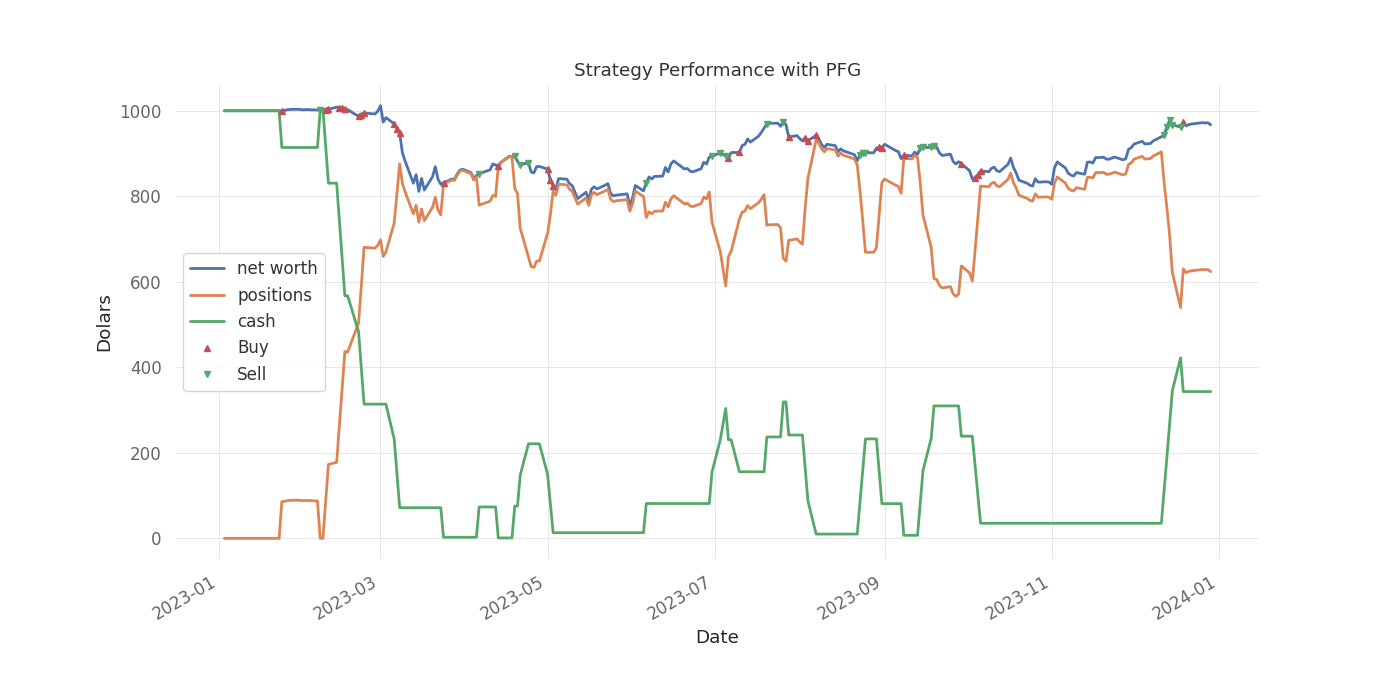 Strategy Performance with PFG
1000
800
600
400
200
0
Dolars
net worth
positions
cash
Buy
Sell
2023-01
2023-03
2023-05
2023-07
2023-09
2023-11
2024-01
Date